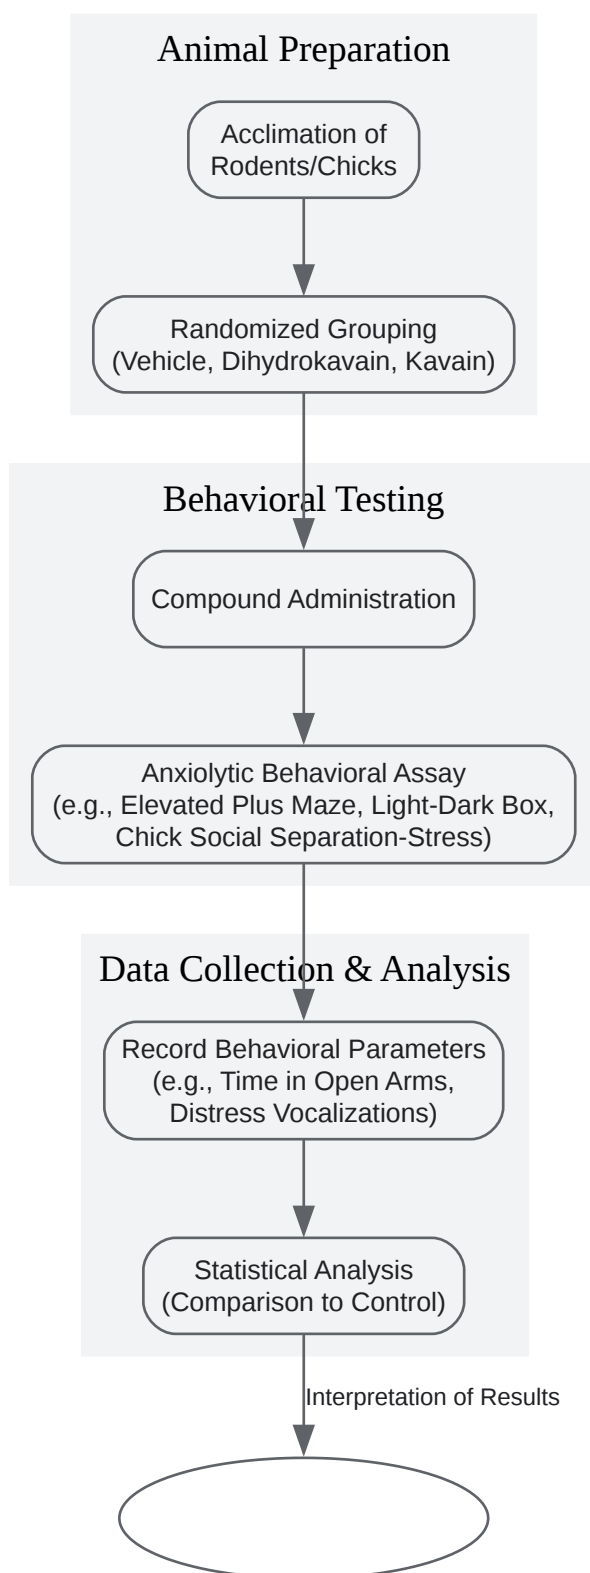 Animal Preparation
Acclimation of
Rodents/Chicks
Randomized Grouping
(Vehicle, Dihydrokavain, Kavain)
Behavioral Testing
Compound Administration
Anxiolytic Behavioral Assay
(e.g., Elevated Plus Maze, Light-Dark Box,
Chick Social Separation-Stress)
Data Collection & Analysis
Record Behavioral Parameters
(e.g., Time in Open Arms,
Distress Vocalizations)
Statistical Analysis
(Comparison to Control)
Interpretation of Results